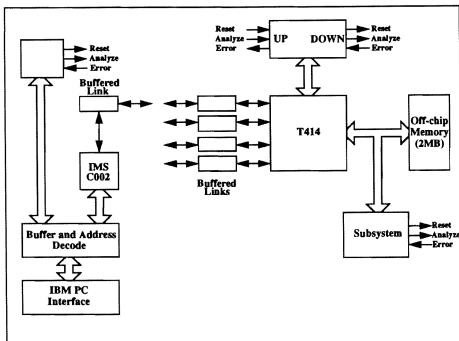 Reset
Analyze
Error
Buffered
Link
IMS
C002
Buffer and Address
Decode
IBM PC
Interface
Reset
Analyze
Error
UP DOWN
Reset
Analyze
Error
Buffered
Links
T414
Off-chip
Memory
(2MB)
Subsystem
Reset
Analyze
Error